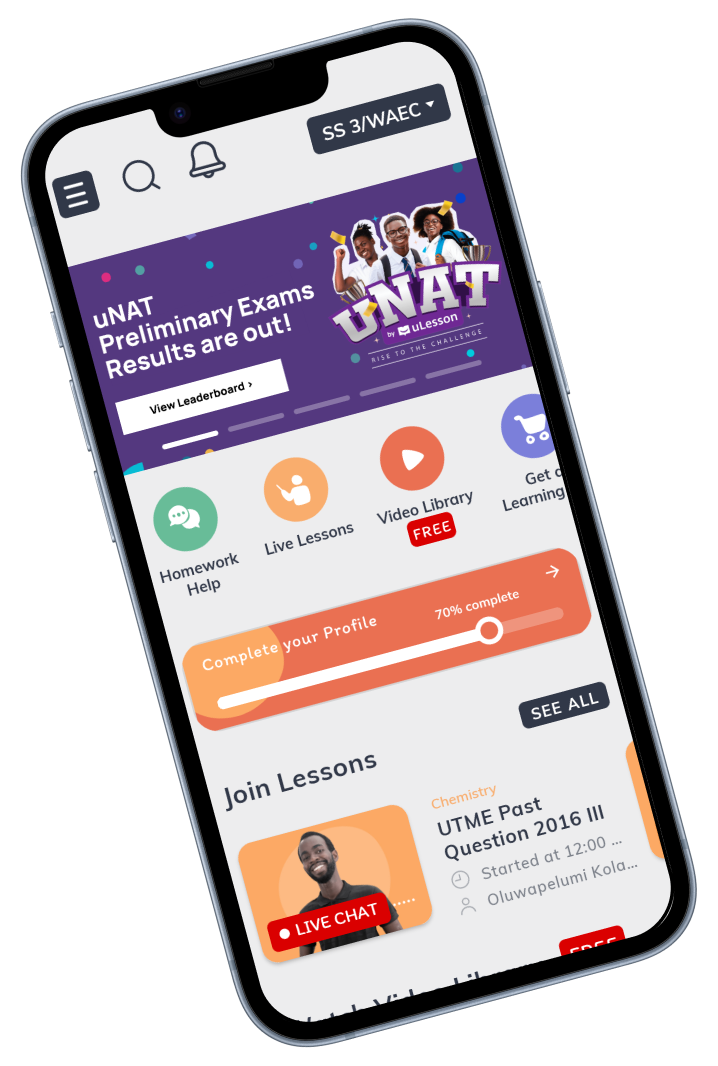 SS 3/WAEC
uNAT
Preliminary Exams
Results are out!
View Leaderboard ›
uNAT
by uLesson
RISE TO THE CHALLENGE
Homework
Help
Live Lessons
Video Library
FREE
Get
Learning
Complete your Profile
70% complete
Join Lessons
SEE ALL
LIVE CHAT
Chemistry
UTME Past
Question 2016 III
Started at 12:00 ...
Oluwapelumi Kola...
Video
FREE